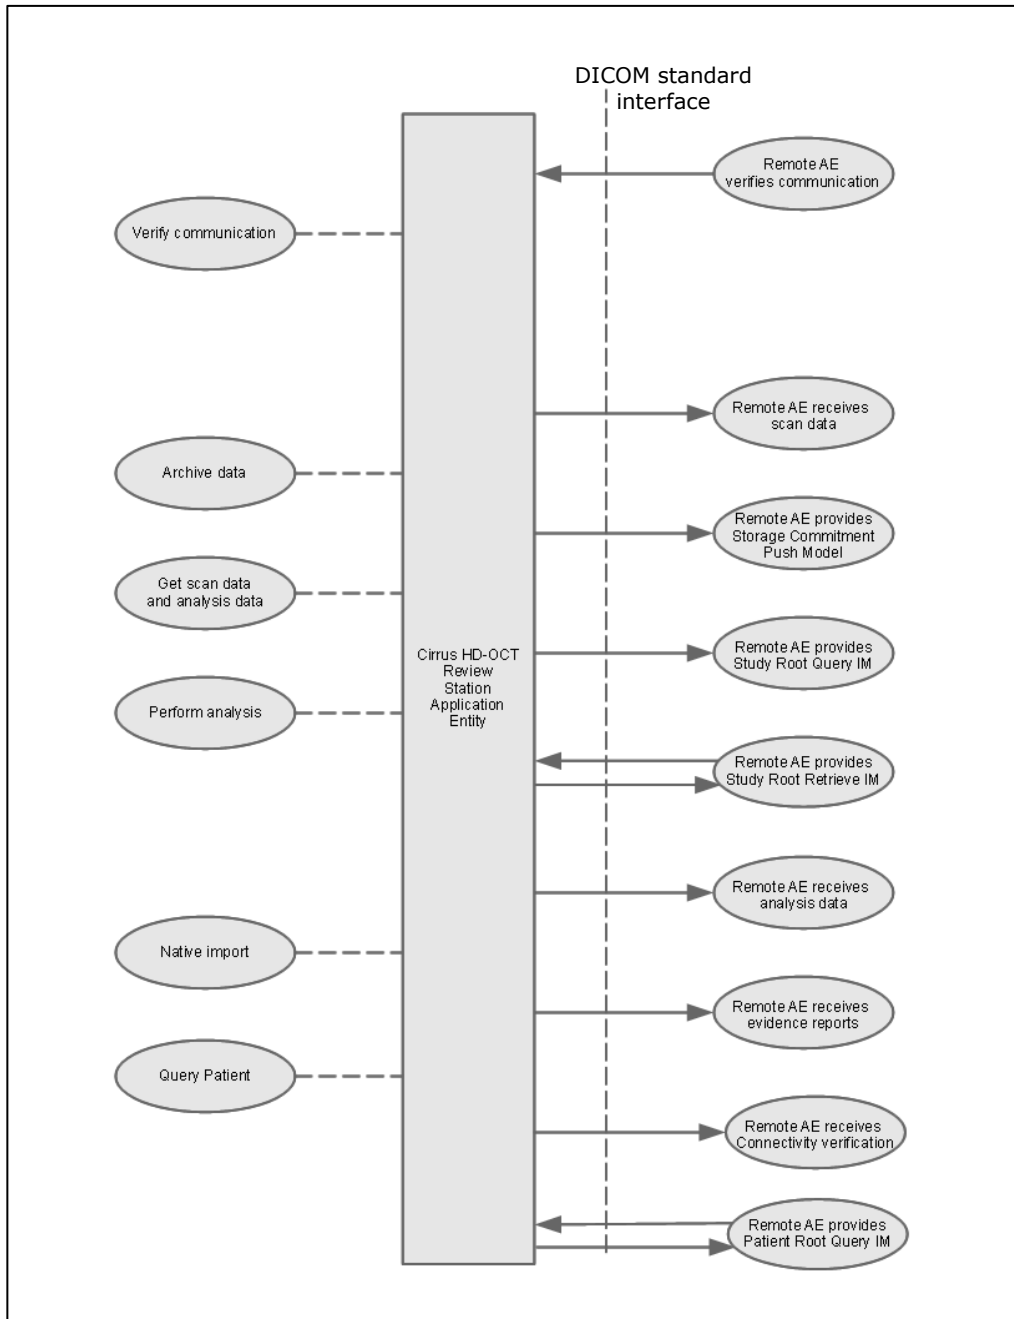 DICOM standard
interface
Remote AE
verifies communication
Verify communication
Remote AE receives
scan data
Archive data
Remote AE provides
Storage Commitment
Push Model
Get scan data
and analysis data
Remote AE provides
Study Root Query IM
Cirrus HD-OCT
Review
Station
Application
Entity
Perform analysis
Remote AE provides
Study Root Retrieve IM
Remote AE receives
analysis data
Native import
Remote AE receives
evidence reports
Query Patient
Remote AE receives
Connectivity verification
Remote AE provides
Patient Root Query IM